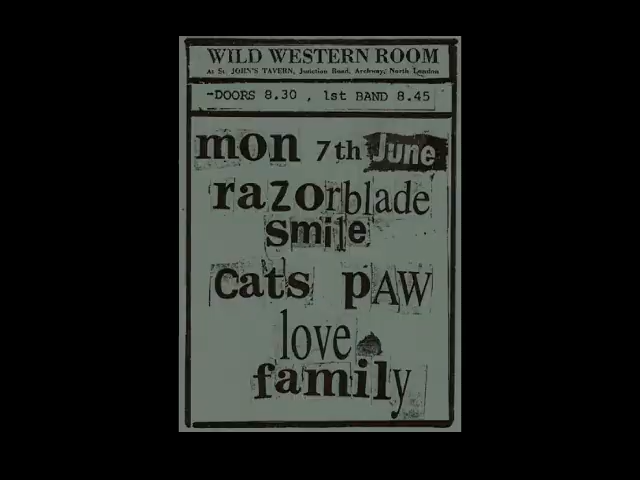 WILD WESTERN ROOM
At St. JOHN'S TAVERN, Junction Road, Archway, North London
-DOORS 8.30 , 1st BAND 8.45
mon 7th June
razorblade
smile
cats pAW
love
family